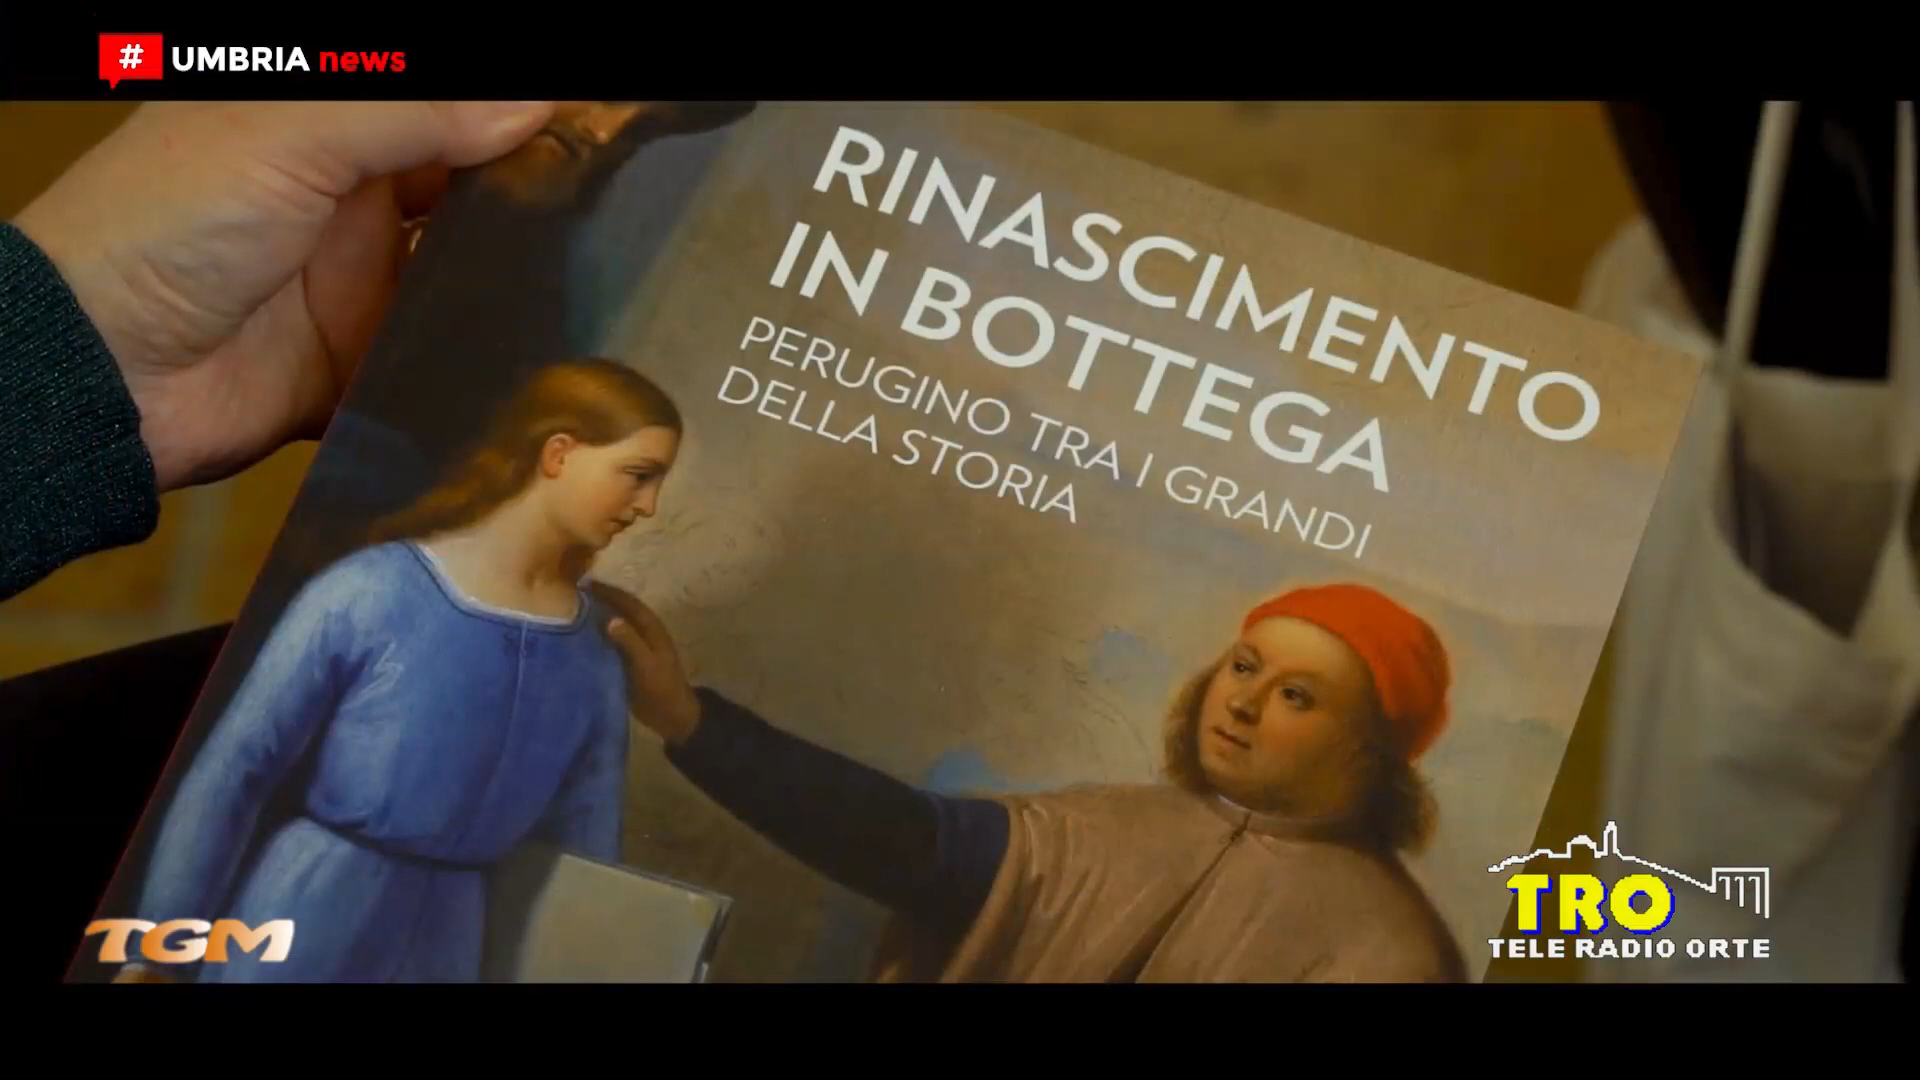 # UMBRIA news
RINASCIMENTO
IN BOTTEGA
PERUGINO TRA I GRANDI
DELLA STORIA
TGM
TRO
TELE RADIO ORTE